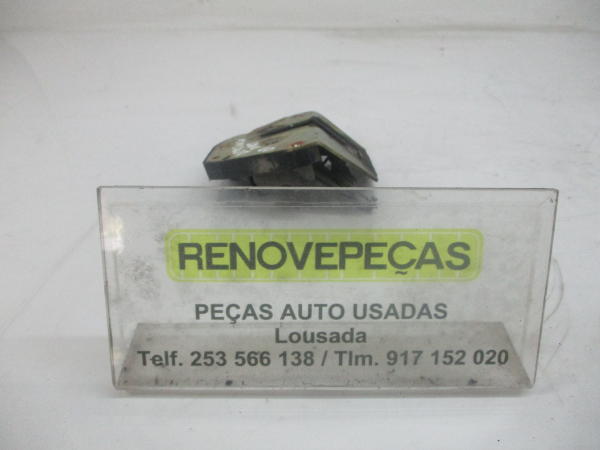 RENOVEPEÇAS
PEÇAS AUTO USADAS
Lousada
Telf. 253 566 138 / Tlm. 917 152 020